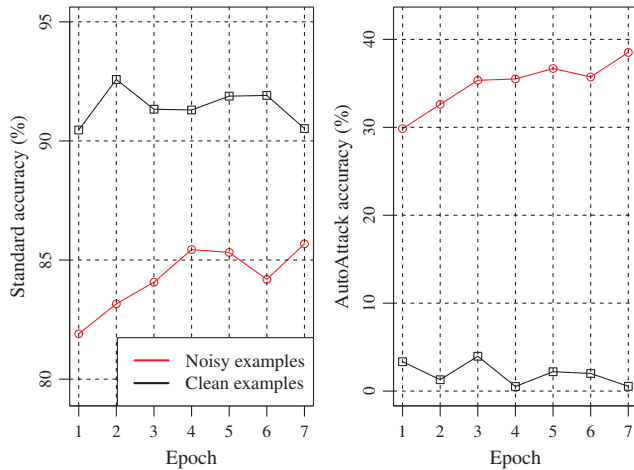 Standard accuracy (%)
95
90
85
80
Noisy examples
Clean examples
1 2 3 4 5 6 7
Epoch
AutoAttack accuracy (%)
40
30
20
10
0
1 2 3 4 5 6 7
Epoch